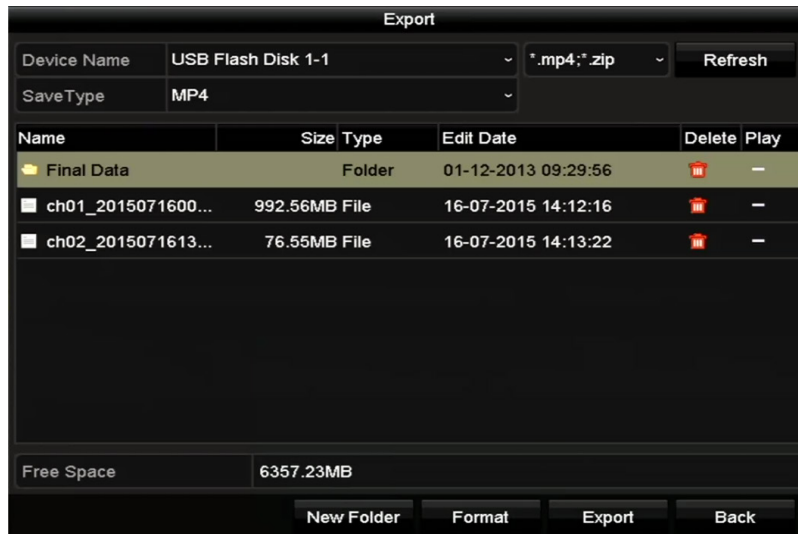 Export
Device Name USB Flash Disk 1-1 *.mp4;*.zip Refresh
SaveType MP4
Name Size Type Edit Date Delete Play
Final Data Folder 01-12-2013 09:29:56
ch01_2015071600... 992.56MB File 16-07-2015 14:12:16
ch02_2015071613... 76.55MB File 16-07-2015 14:13:22
Free Space 6357.23MB
New Folder Format Export Back